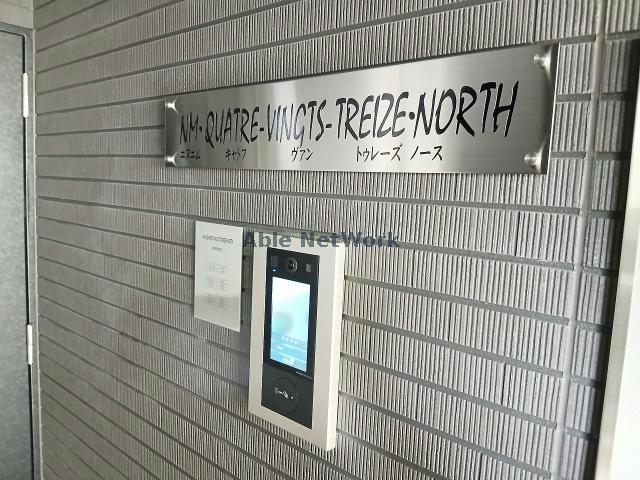 NM·QUATRE-VINGTS-TREIZE·NORTH
エヌエム キャトフ ヴァン トゥレーズ ノース
Able NetWork